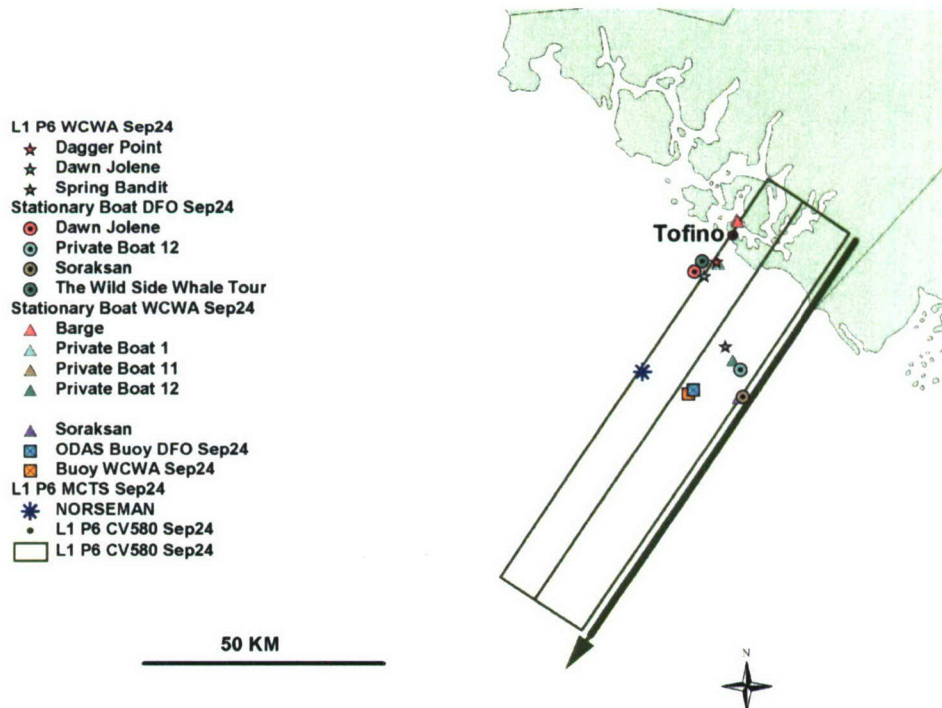 L1 P6 WCWA Sep24
Dagger Point
Dawn Jolene
Spring Bandit
Stationary Boat DFO Sep24
Dawn Jolene
Private Boat 12
Soraksan
The Wild Side Whale Tour
Stationary Boat WCWA Sep24
Barge
Private Boat 1
Private Boat 11
Private Boat 12
Soraksan
ODAS Buoy DFO Sep24
Buoy WCWA Sep24
L1 P6 MCTS Sep24
NORSEMAN
L1 P6 CV580 Sep24
L1 P6 CV580 Sep24
50 KM
Tofino
N